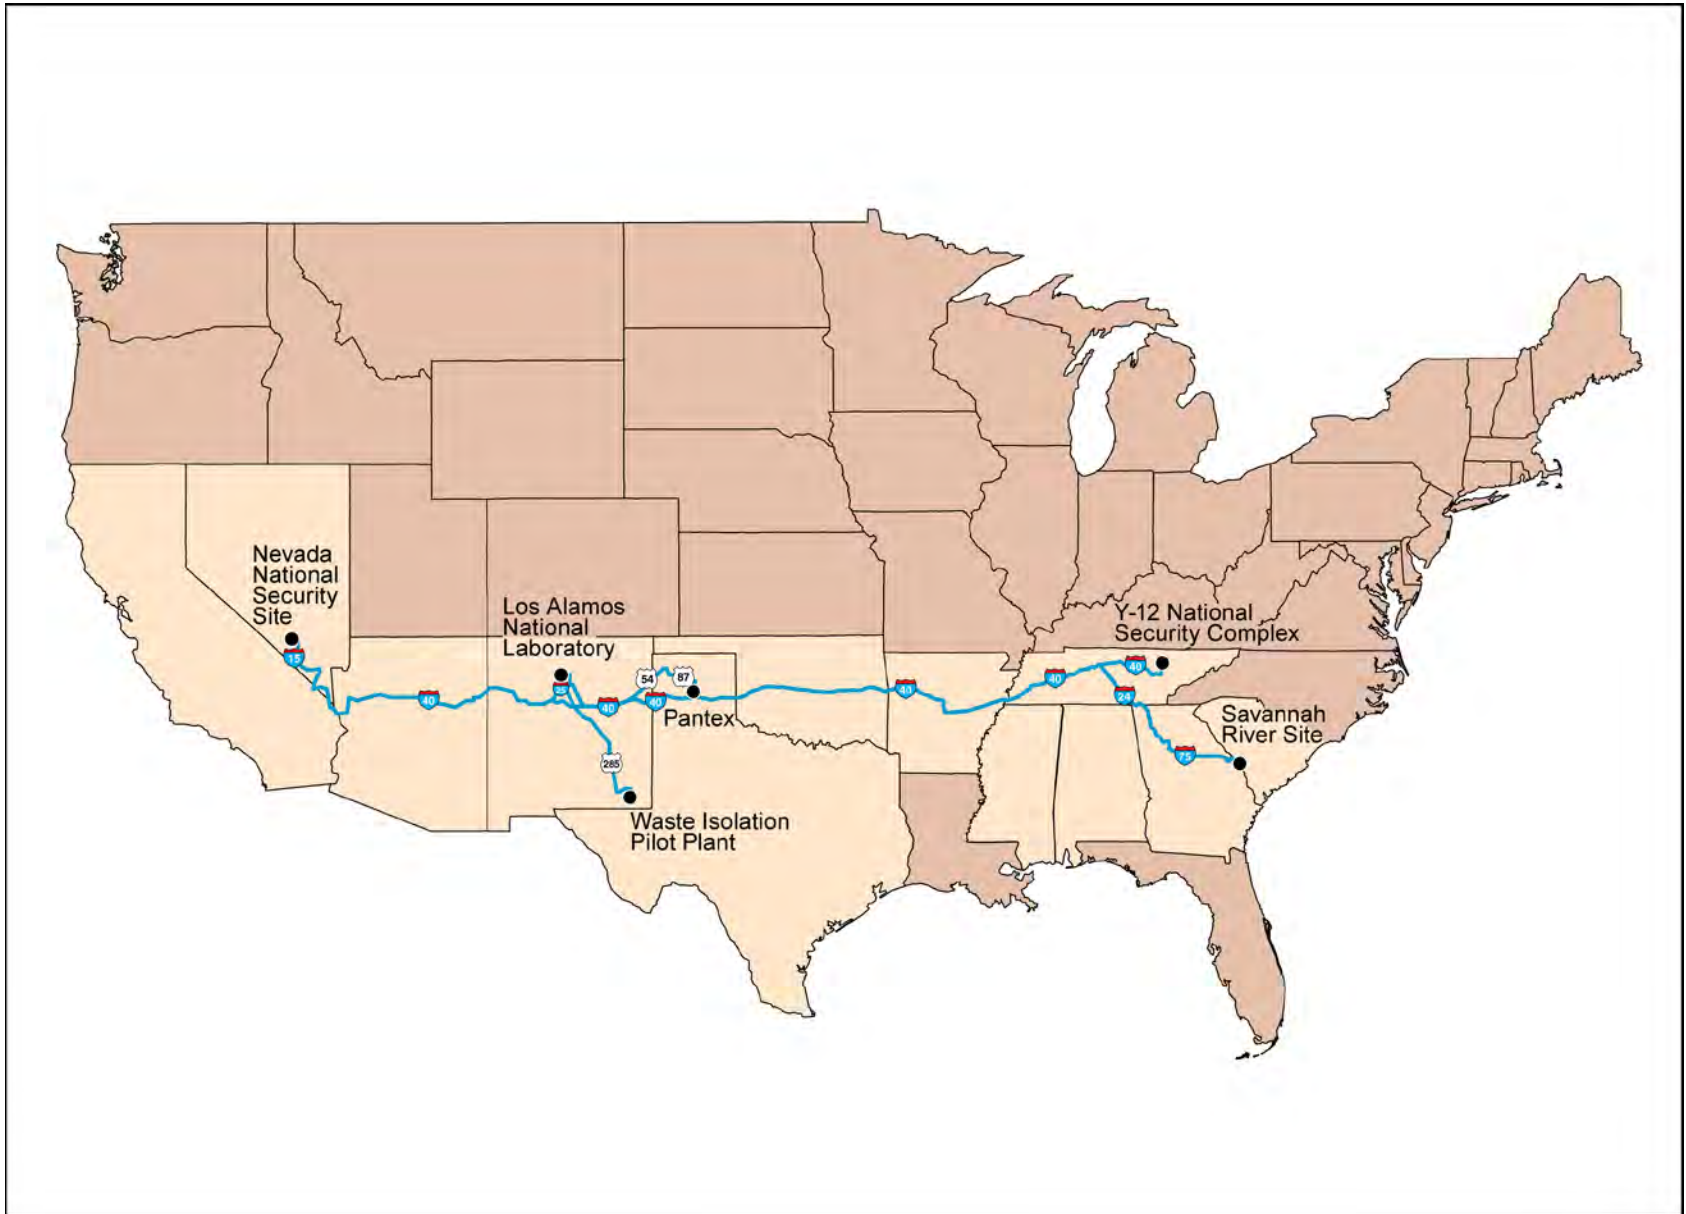 Nevada
National
Security
Site
15
40
Los Alamos
National
Laboratory
25
40
54
87
40
Pantex
285
Waste Isolation
Pilot Plant
40
40
Y-12 National
Security Complex
40
24
Savannah
River Site
75